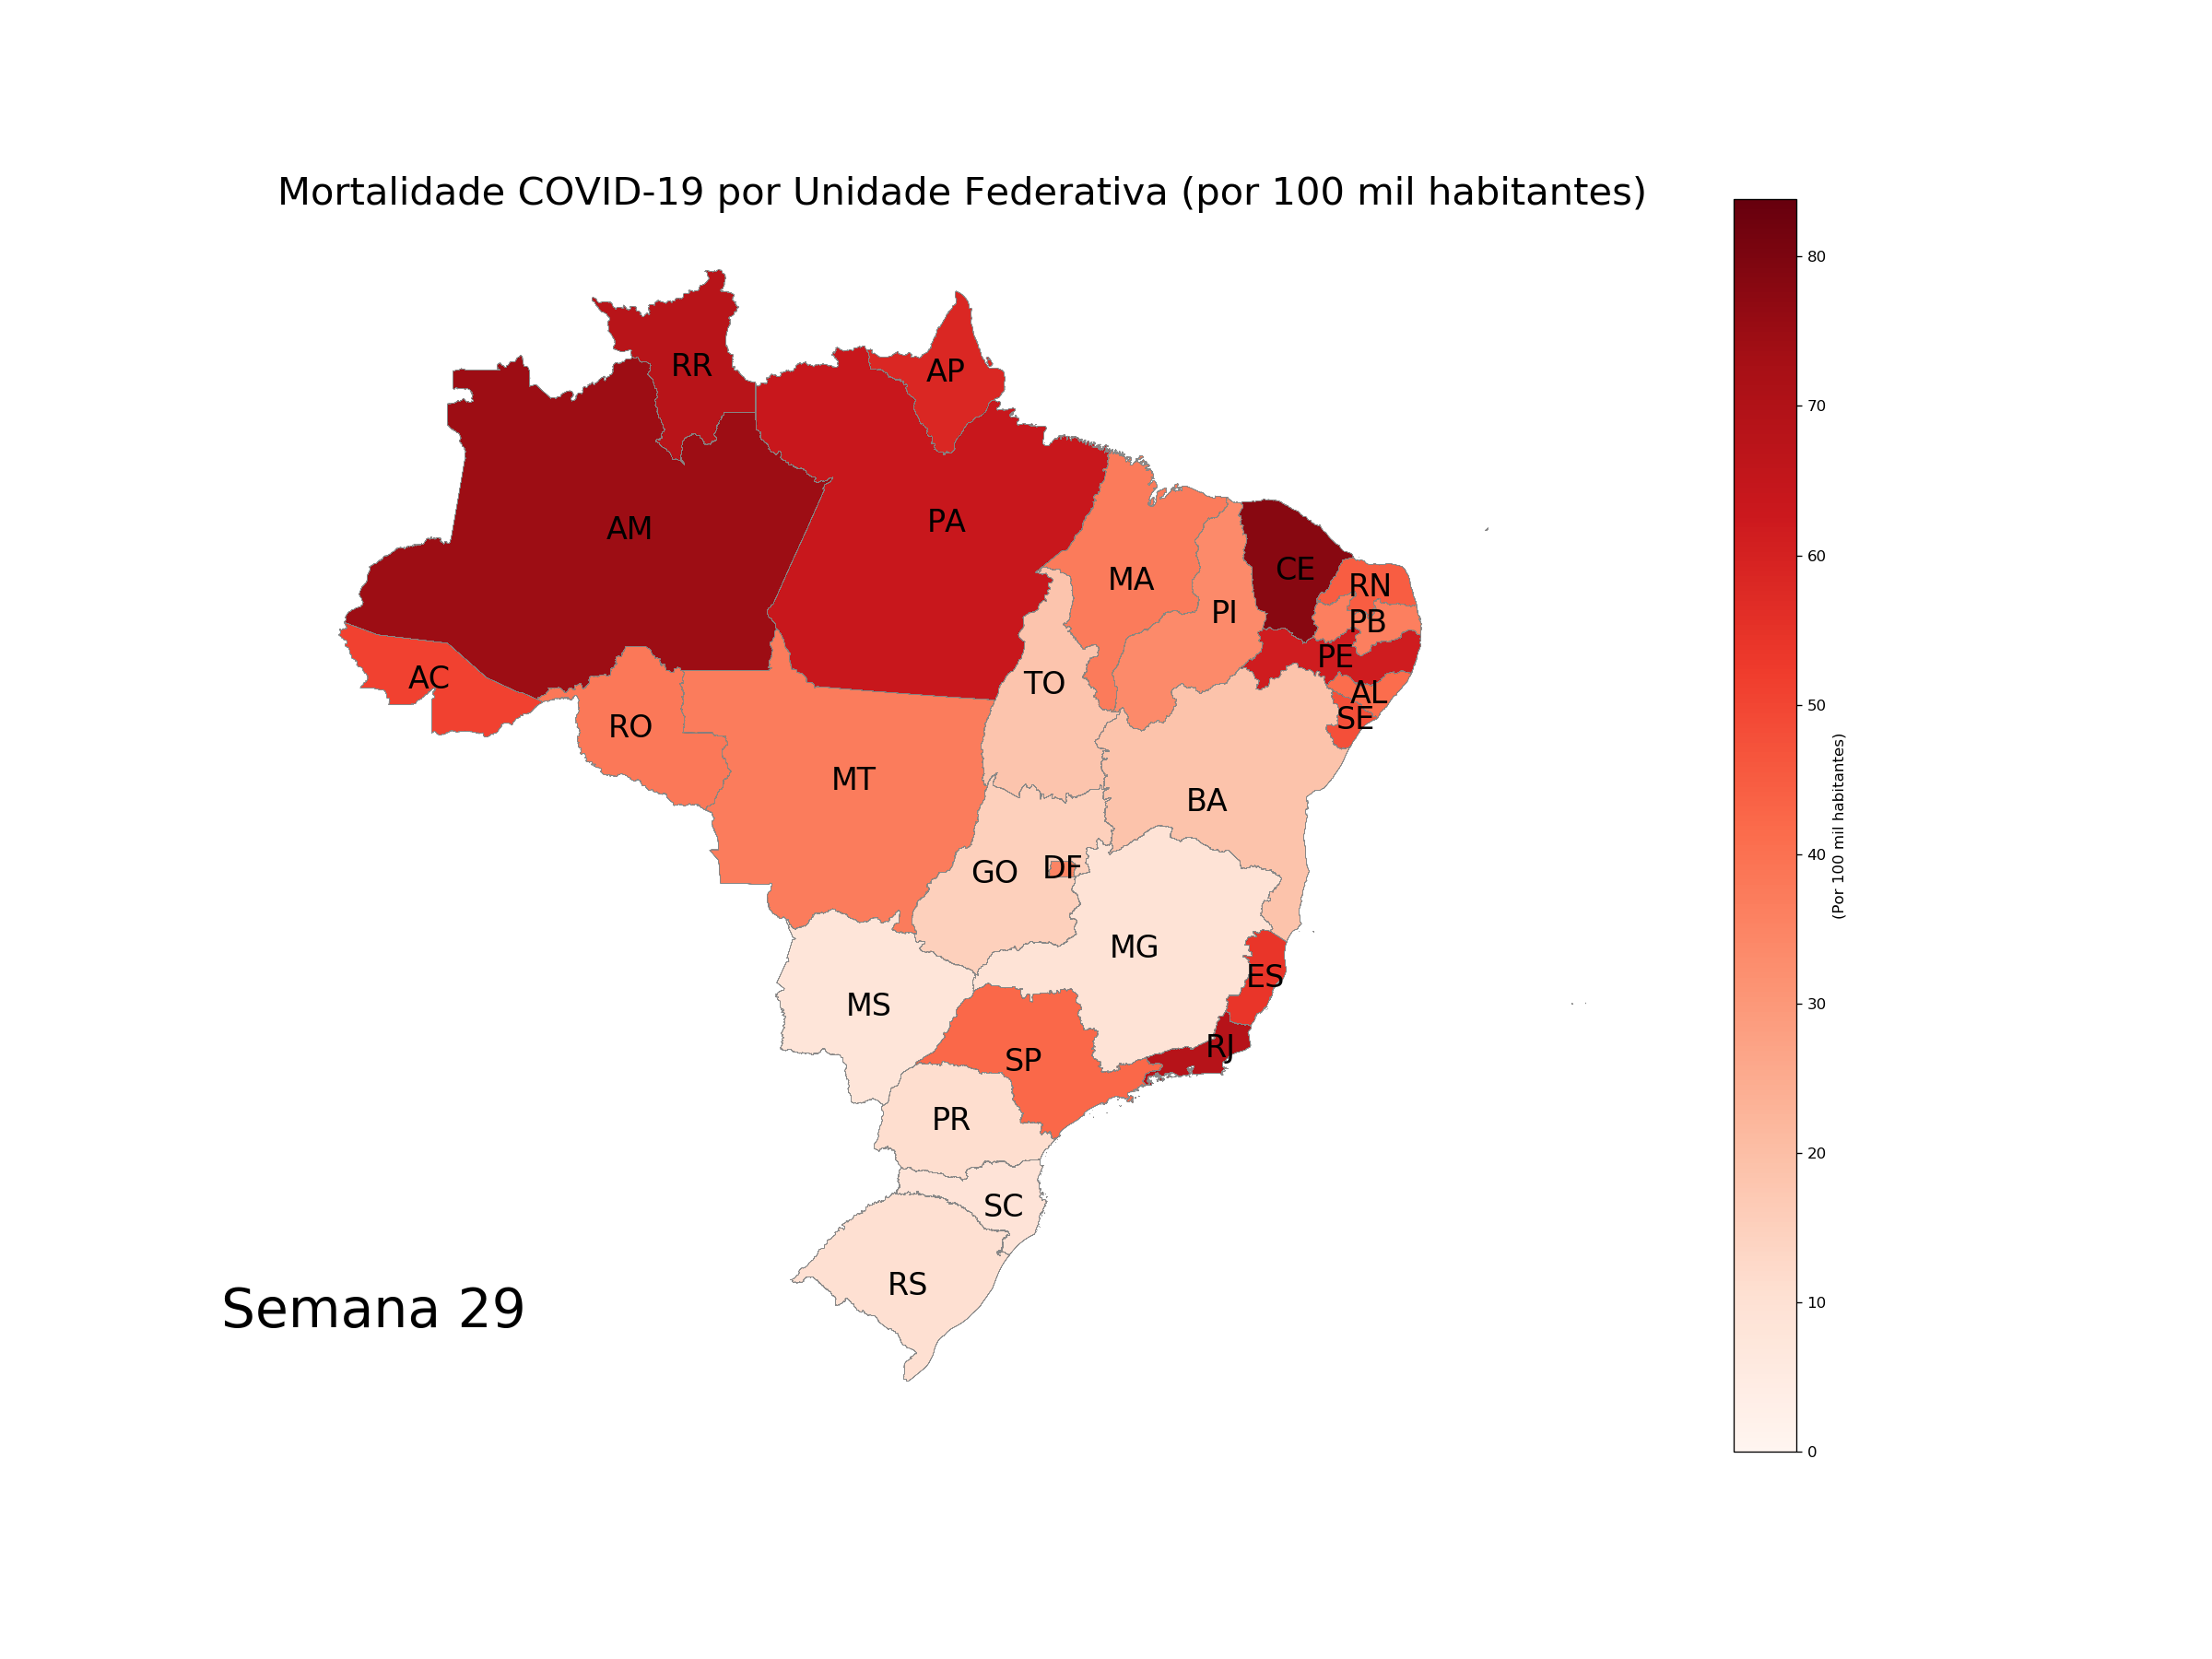 Mortalidade COVID-19 por Unidade Federativa (por 100 mil habitantes)
80
70
60
50
40
30
20
10
0
(Por 100 mil habitantes)
RR
AP
AM
PA
CE
MA
RN
PI
PB
PE
AC
TO
AL
SE
RO
MT
BA
GO
DF
MG
ES
MS
RJ
SP
PR
SC
RS
Semana 29